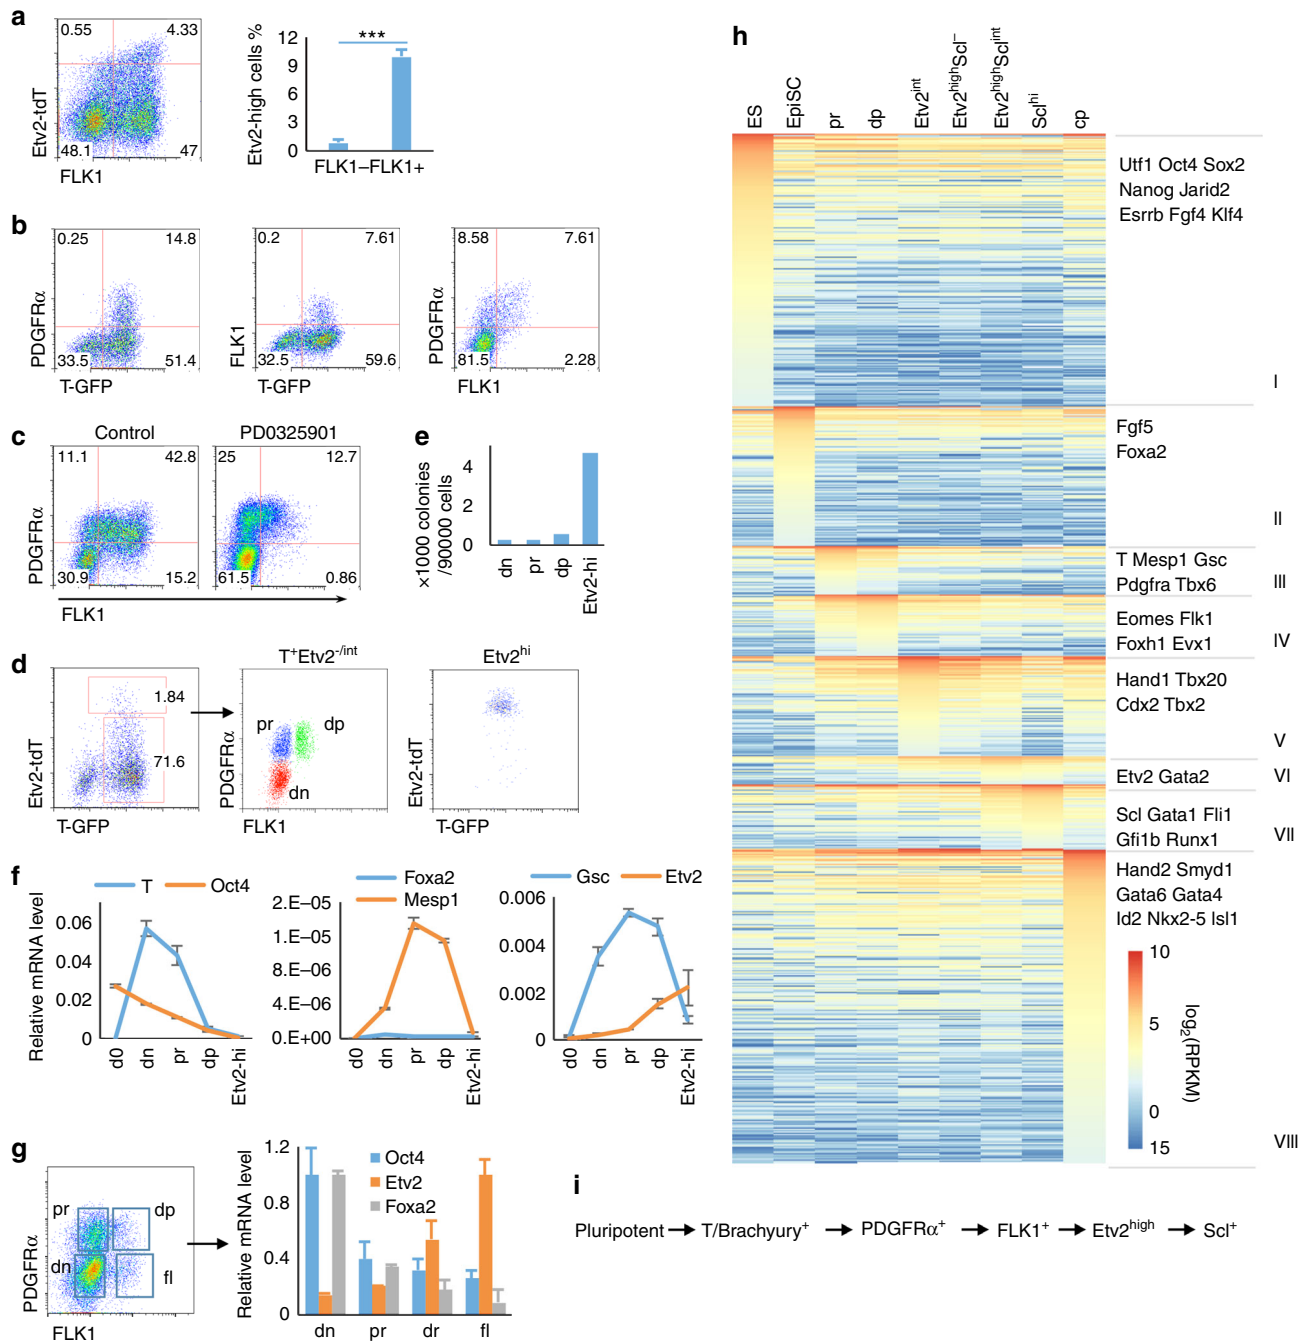 a
0.55 4.33
Etv2-tdT
48.1 47
FLK1
Etv2-high cells %
12
9
6
3
0
***
FLK1– FLK1+
b
0.25 14.8
PDGFRα
33.5 51.4
T-GFP
0.2 7.61
FLK1
32.5 59.6
T-GFP
8.58 7.61
PDGFRα
81.5 2.28
FLK1
c
Control
11.1 42.8
PDGFRα
30.9 15.2
PD0325901
25 12.7
61.5 0.86
FLK1
e
×1000 colonies
/90000 cells
4
2
0
dn pr dp Etv2-hi
d
1.84
71.6
Etv2-tdT
T-GFP
T+Etv2-/int
pr dp
dn
PDGFRα
FLK1
Etv2hi
Etv2-tdT
T-GFP
f
T Oct4
Relative mRNA level
0.06
0.04
0.02
0
d0 dn pr dp Etv2-hi
Foxa2
Mesp1
2.E–05
1.E–05
8.E–06
4.E–06
0.E+00
d0 dn pr dp Etv2-hi
Gsc Etv2
0.006
0.004
0.002
0
d0 dn pr dp Etv2-hi
g
pr dp
dn fl
PDGFRα
FLK1
Relative mRNA level
1.2
0.8
0.4
0
Oct4
Etv2
Foxa2
dn pr dr fl
h
ES EpiSC pr dp Etv2int Etv2highScl– Etv2highSclint Sclhi cp
Utf1 Oct4 Sox2
Nanog Jarid2
Esrrb Fgf4 Klf4
I
Fgf5
Foxa2
II
T Mesp1 Gsc
Pdgfra Tbx6
III
Eomes Flk1
Foxh1 Evx1
IV
Hand1 Tbx20
Cdx2 Tbx2
V
Etv2 Gata2
VI
Scl Gata1 Fli1
Gfi1b Runx1
VII
Hand2 Smyd1
Gata6 Gata4
Id2 Nkx2-5 Isl1
10
5
0
15
log2(RPKM)
VIII
i
Pluripotent → T/Brachyury+ → PDGFRα+ → FLK1+ → Etv2high → Scl+